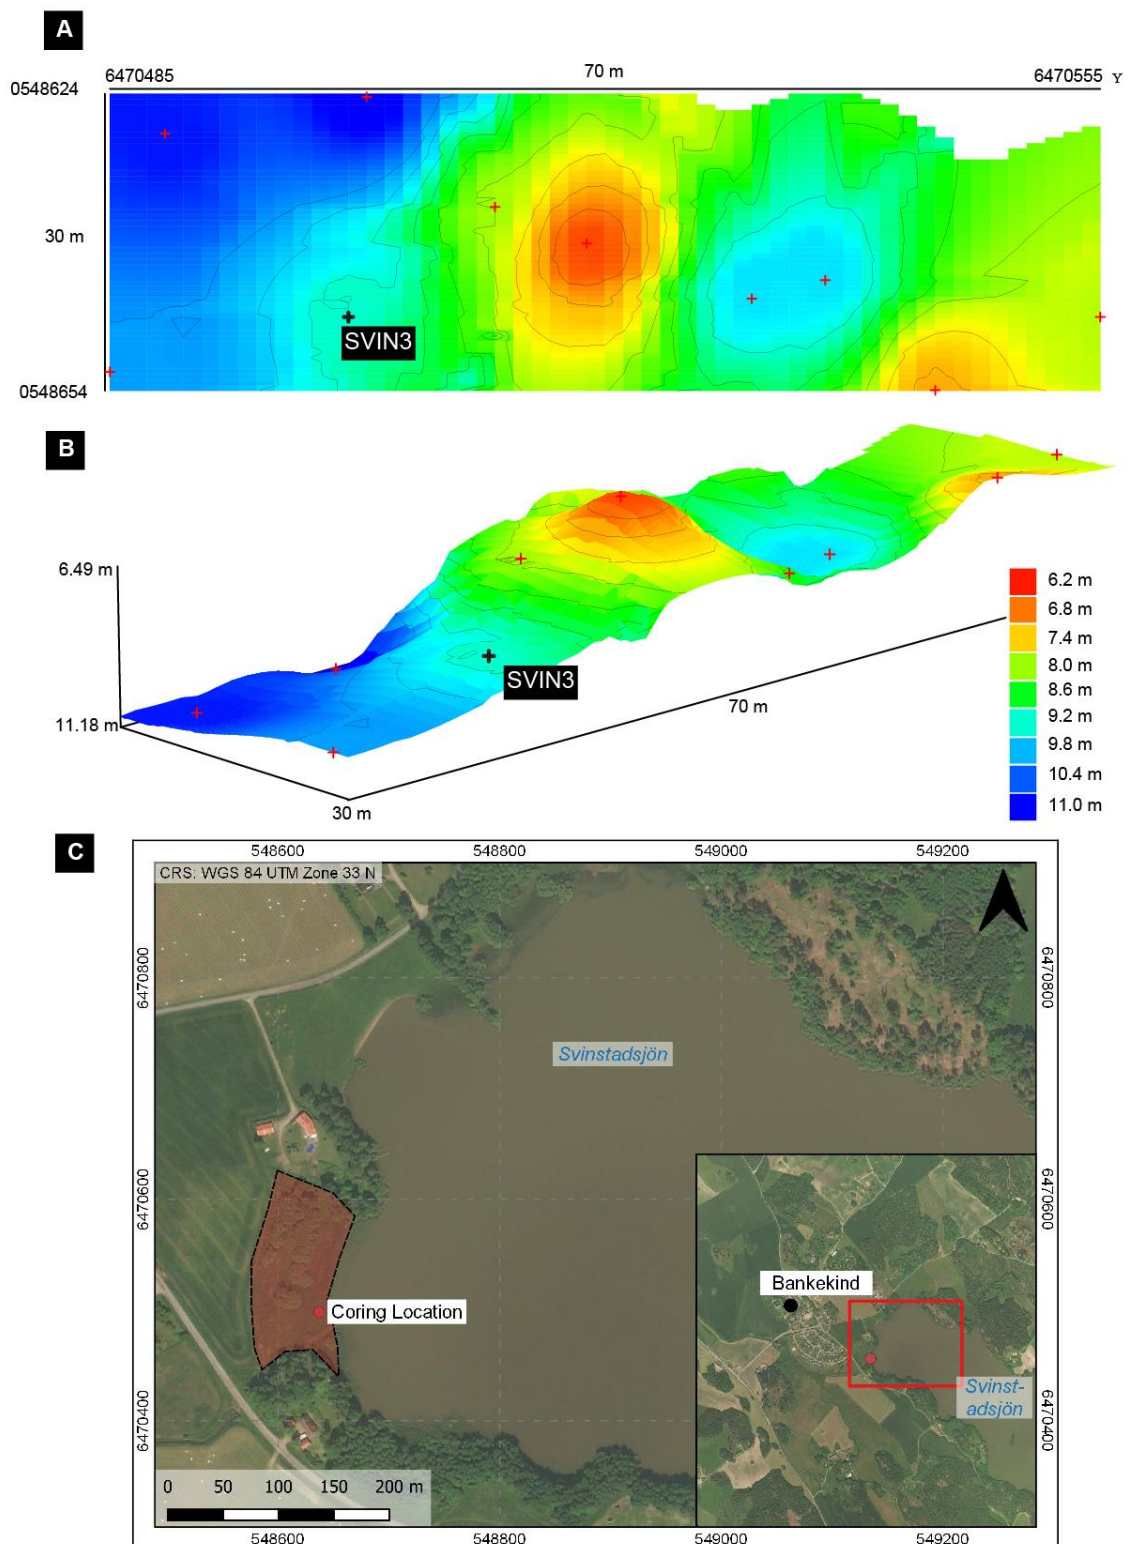 A
6470485
70 m
6470555
Y
0548624
30 m
SVIN3
0548654
B
6.49 m
11.18 m
SVIN3
70 m
30 m
6.2 m
6.8 m
7.4 m
8.0 m
8.6 m
9.2 m
9.8 m
10.4 m
11.0 m
C
548600
548800
549000
549200
CRS: WGS 84 UTM Zone 33 N
6470800
6470800
Svinstadsjön
6470600
6470600
Coring Location
Bankekind
Svinst-
adsjön
6470400
6470400
0 50 100 150 200 m
548600
548800
549000
549200